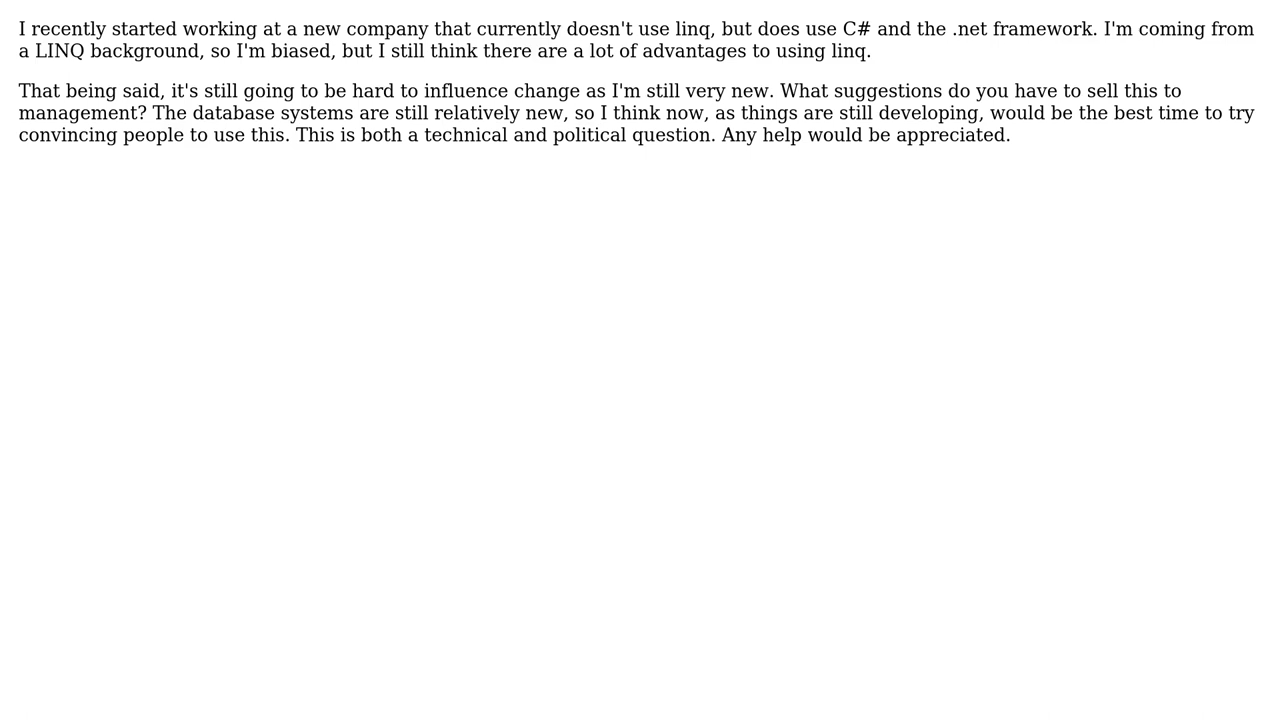 I recently started working at a new company that currently doesn't use linq, but does use C# and the .net framework. I'm coming from
a LINQ background, so I'm biased, but I still think there are a lot of advantages to using linq.
That being said, it's still going to be hard to influence change as I'm still very new. What suggestions do you have to sell this to
management? The database systems are still relatively new, so I think now, as things are still developing, would be the best time to try
convincing people to use this. This is both a technical and political question. Any help would be appreciated.